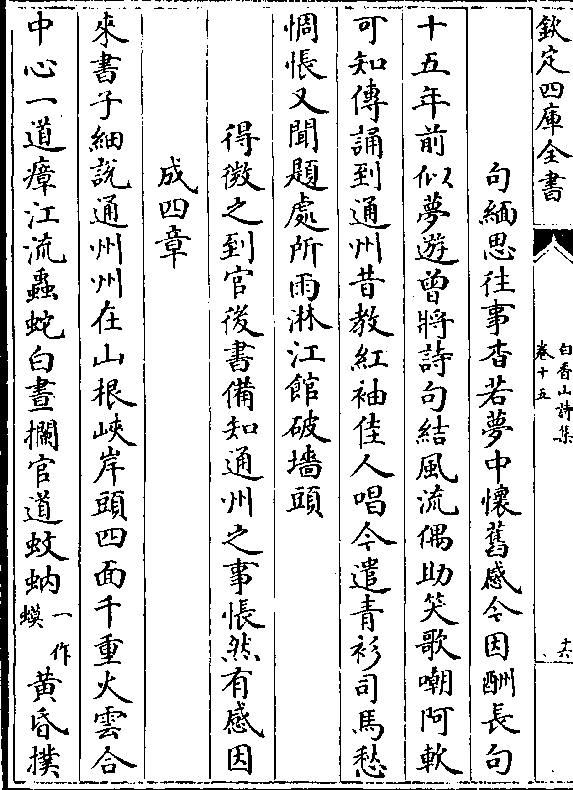 欽定四庫全書
白香山詩集
卷十五
十六
句緬思往事杳若夢中懷舊感今因酬長句
十五年前似夢遊曾將詩句結風流偶助笑歌嘲阿軟
可知傳誦到通州昔教紅袖佳人唱今遣青衫司馬愁
惆悵又聞題處所雨淋江館破墻頭
得微之到官後書備知通州之事悵然有感因
成四章
來書子細說通州州在山根峽岸頭四面千重火雲合
中心一道瘴江流蟲蛇白晝攔官道蚊蚋一作蟆黄昏撲